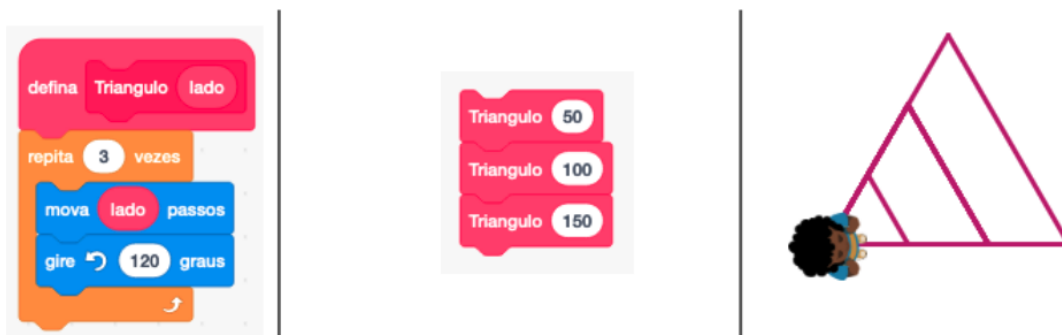 defina Triangulo lado
repita 3 vezes
mova lado passos
gire 120 graus
Triangulo 50
Triangulo 100
Triangulo 150